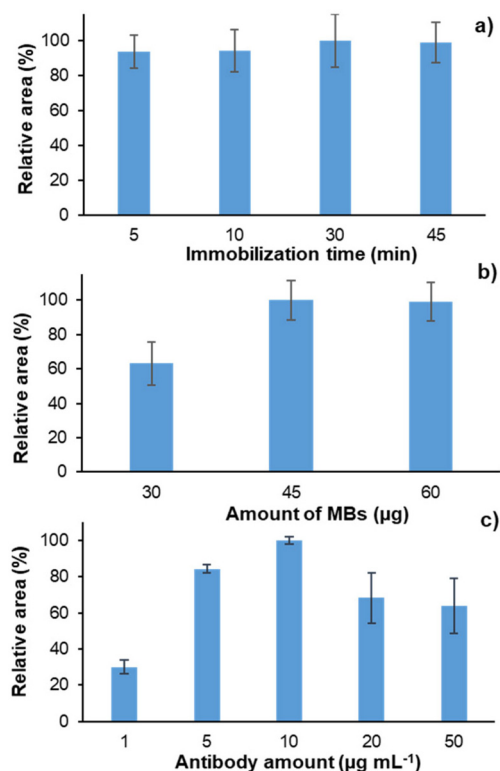 a)
Relative area (%)
100
80
60
40
20
0
5 10 30 45
Immobilization time (min)
b)
Relative area (%)
100
80
60
40
20
0
30 45 60
Amount of MBs (µg)
c)
Relative area (%)
100
80
60
40
20
0
1 5 10 20 50
Antibody amount (µg mL⁻¹)